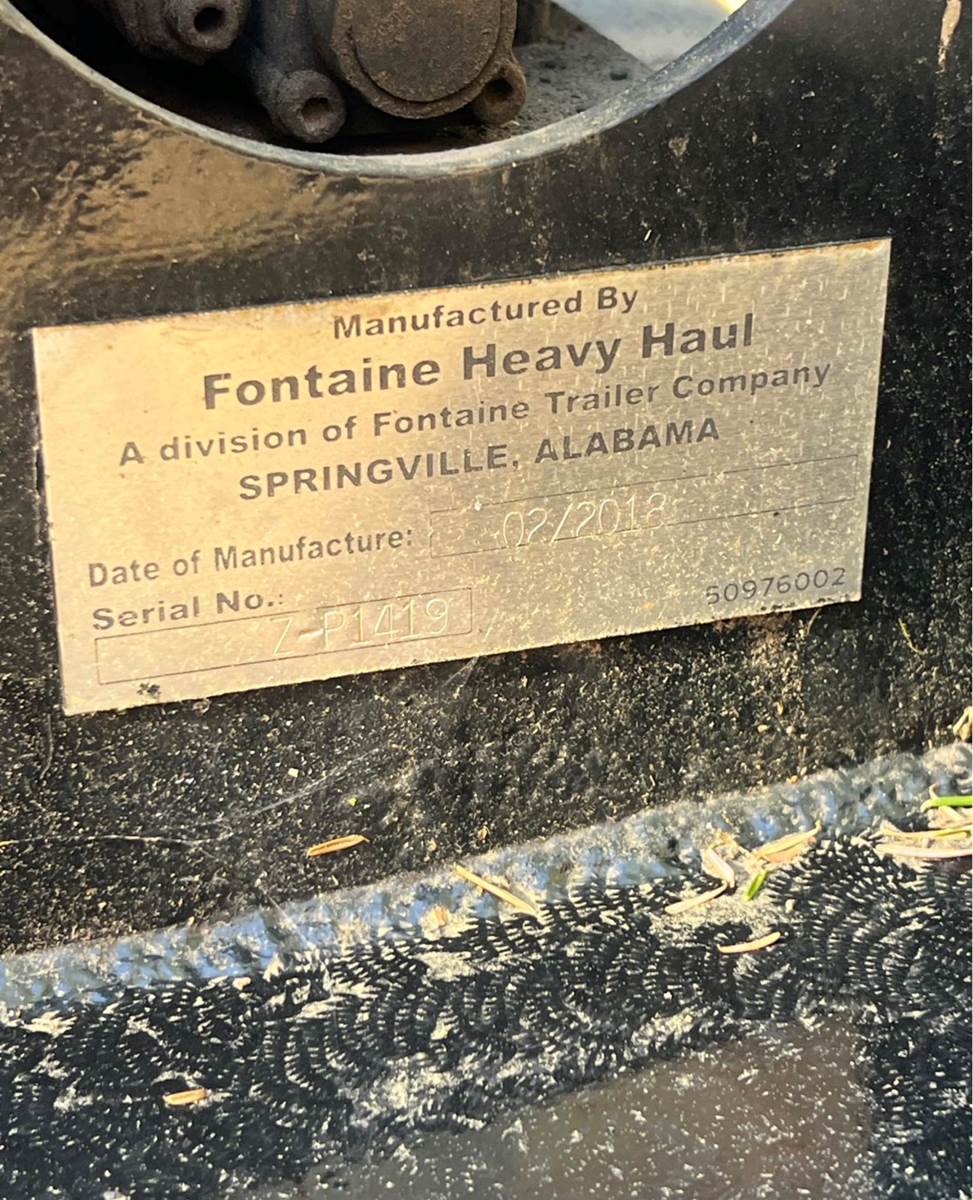 Manufactured By
Fontaine Heavy Haul
A division of Fontaine Trailer Company
SPRINGVILLE, ALABAMA
Date of Manufacture: 02/2018
Serial No.:
Z-P1419
50976002